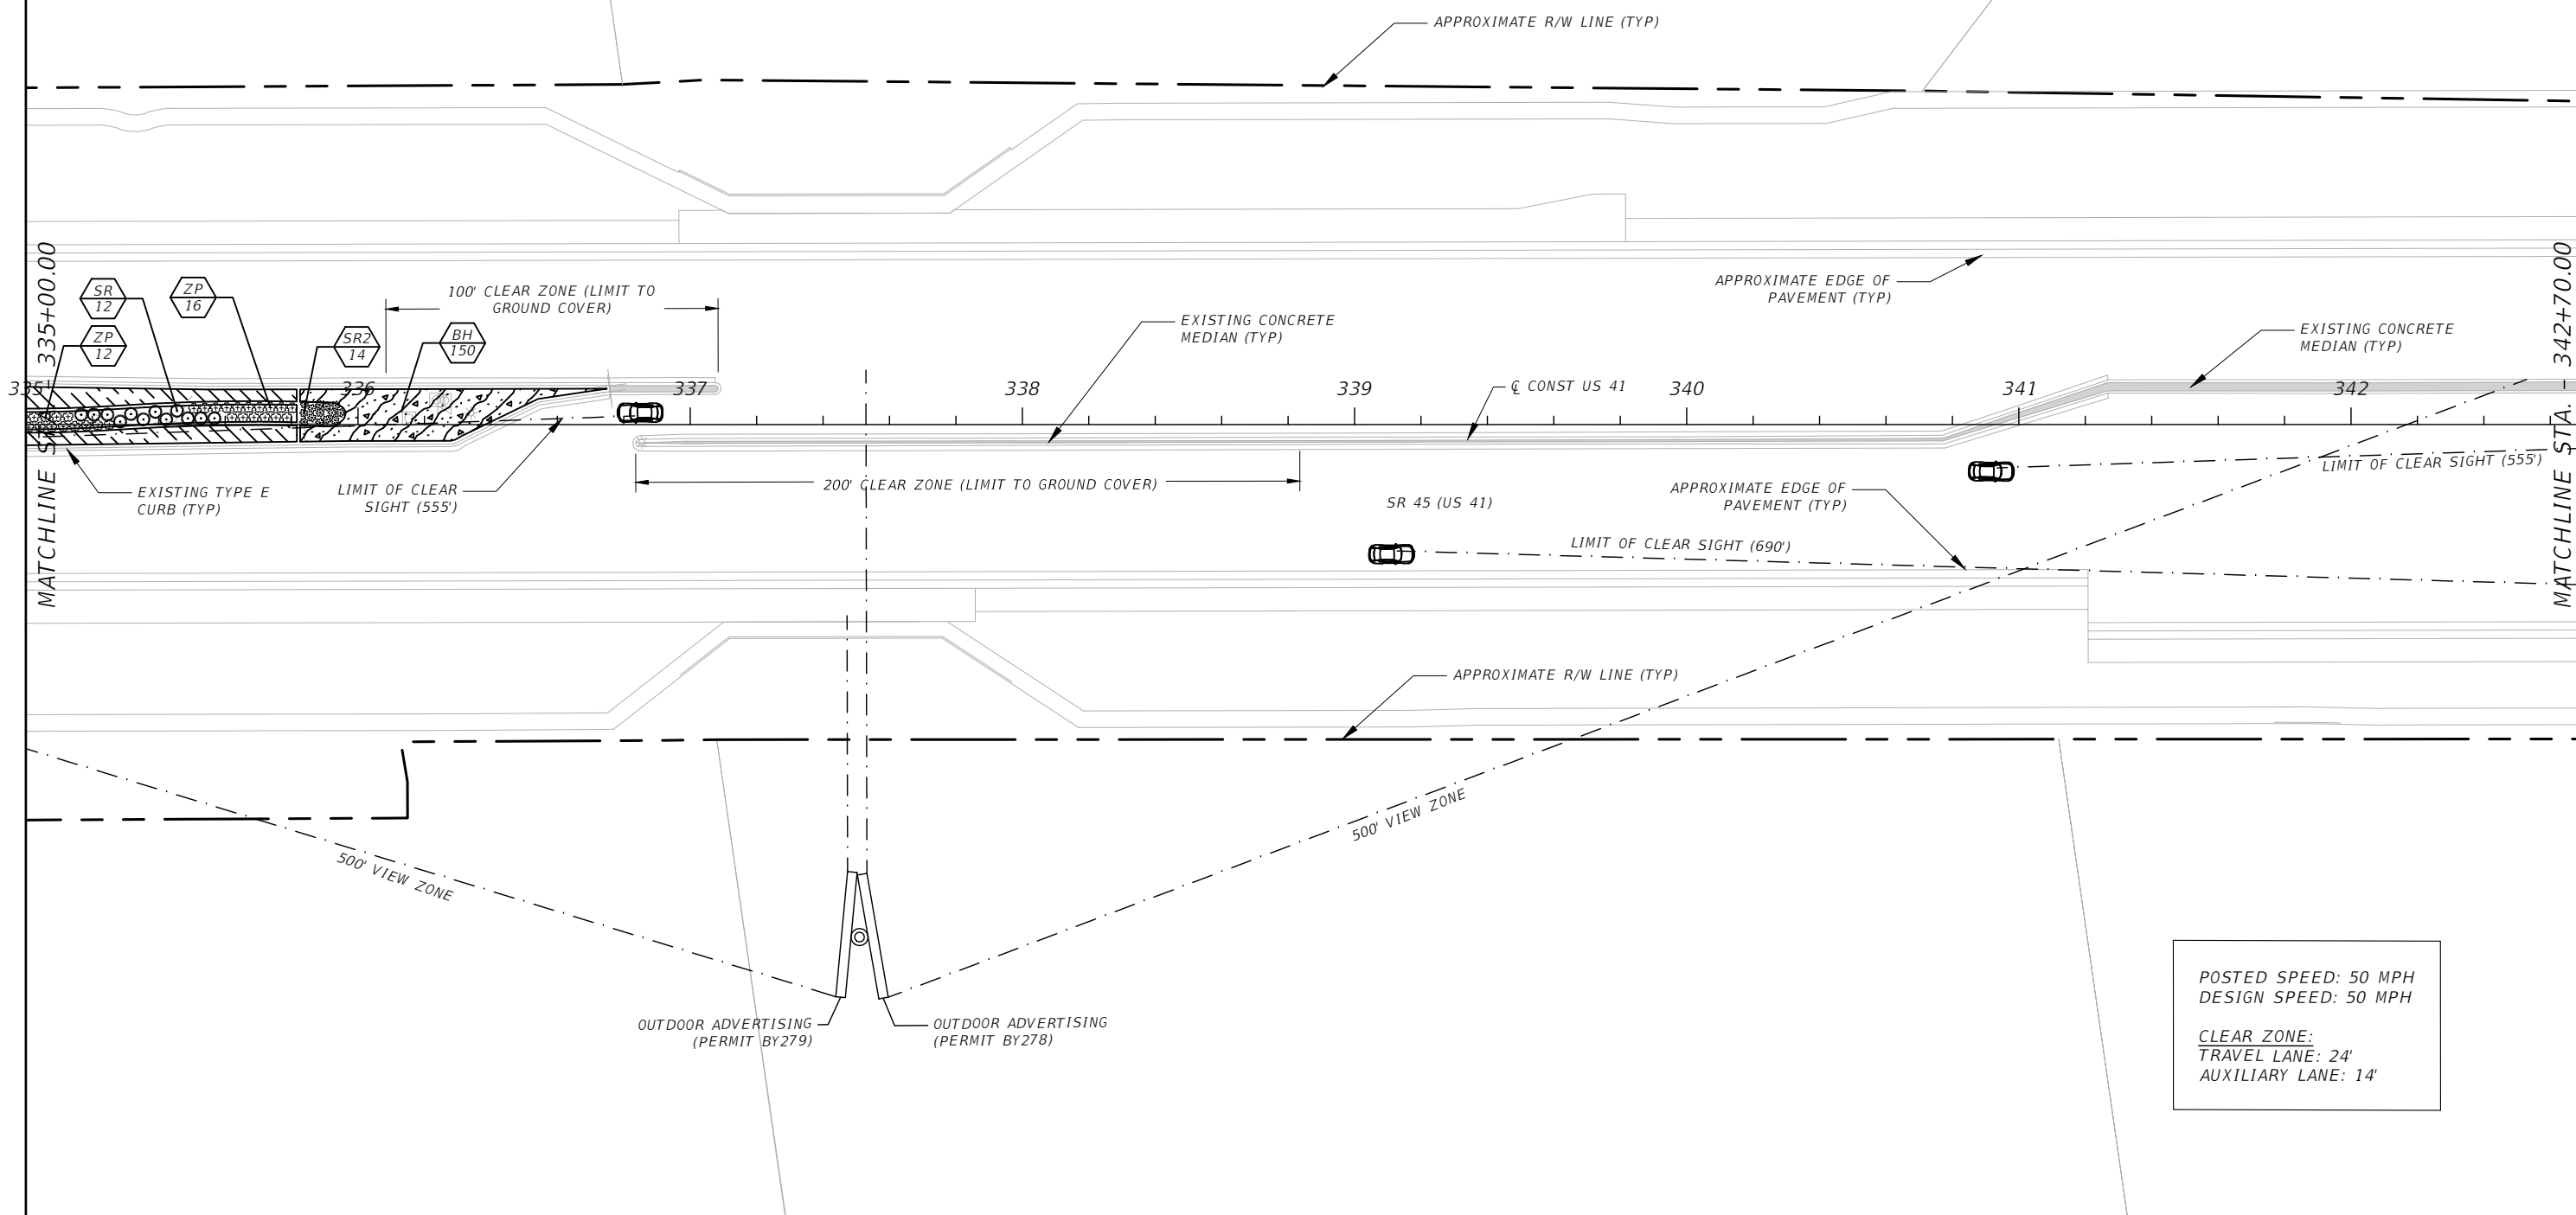 APPROXIMATE R/W LINE (TYP)
MATCHLINE STA. 335+00.00
SR
12
ZP
16
ZP
12
SR2
14
BH
150
100' CLEAR ZONE (LIMIT TO
GROUND COVER)
EXISTING CONCRETE
MEDIAN (TYP)
APPROXIMATE EDGE OF
PAVEMENT (TYP)
EXISTING CONCRETE
MEDIAN (TYP)
MATCHLINE STA. 342+70.00
335
336
337
338
339
℄ CONST US 41
340
341
342
EXISTING TYPE E
CURB (TYP)
LIMIT OF CLEAR
SIGHT (555')
200' CLEAR ZONE (LIMIT TO GROUND COVER)
SR 45 (US 41)
APPROXIMATE EDGE OF
PAVEMENT (TYP)
LIMIT OF CLEAR SIGHT (555')
LIMIT OF CLEAR SIGHT (690')
APPROXIMATE R/W LINE (TYP)
500' VIEW ZONE
500' VIEW ZONE
OUTDOOR ADVERTISING
(PERMIT BY279)
OUTDOOR ADVERTISING
(PERMIT BY278)
POSTED SPEED: 50 MPH
DESIGN SPEED: 50 MPH
CLEAR ZONE:
TRAVEL LANE: 24'
AUXILIARY LANE: 14'